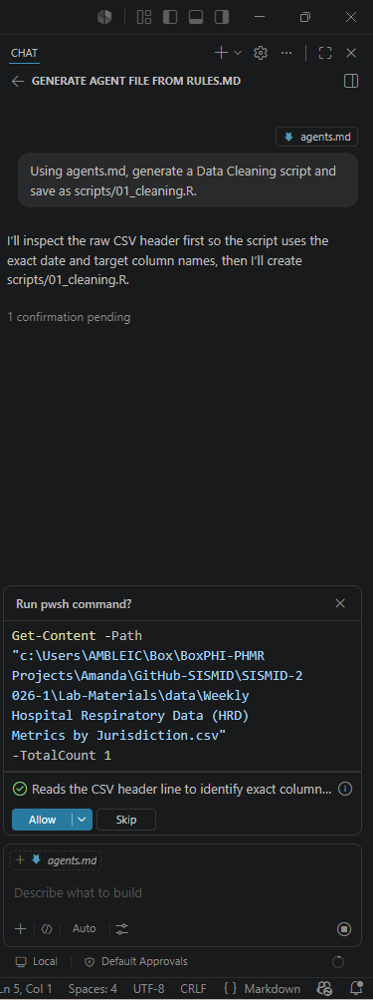 CHAT
GENERATE AGENT FILE FROM RULES.MD
agents.md
Using agents.md, generate a Data Cleaning script and
save as scripts/01_cleaning.R.
I'll inspect the raw CSV header first so the script uses the
exact date and target column names, then I'll create
scripts/01_cleaning.R.
1 confirmation pending
Run pwsh command?
Get-Content -Path
"c:\Users\AMBLEIC\Box\BoxPHI-PHMR
Projects\Amanda\GitHub-SISMID\SISMID-2
026-1\Lab-Materials\data\Weekly
Hospital Respiratory Data (HRD)
Metrics by Jurisdiction.csv"
-TotalCount 1
Reads the CSV header line to identify exact column...
Allow Skip
agents.md
Describe what to build
Auto
Local Default Approvals
Ln 5, Col 1 Spaces: 4 UTF-8 CRLF {} Markdown